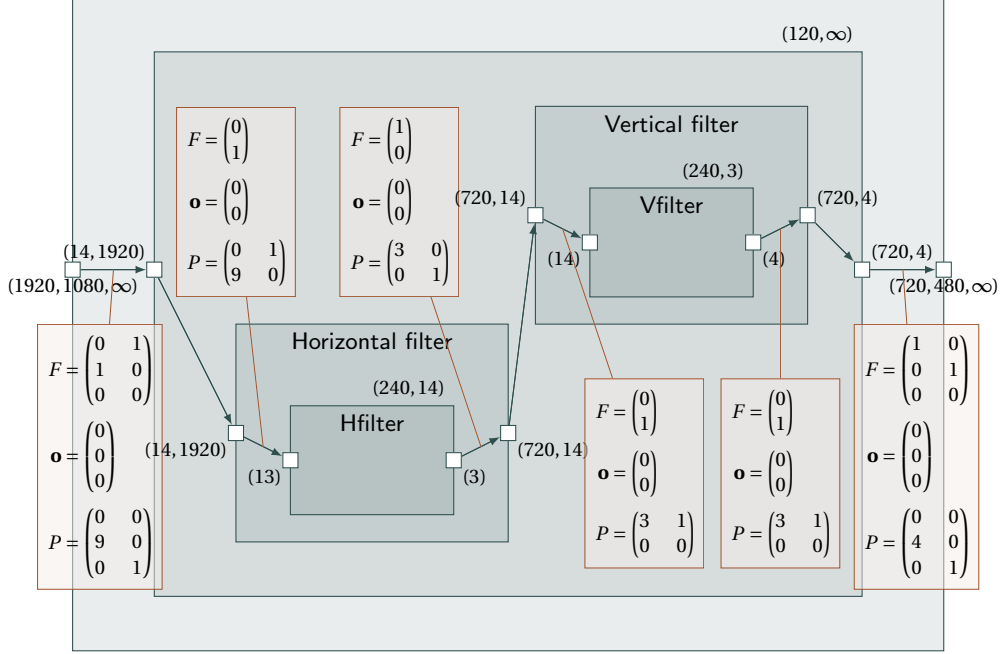 (120, ∞)
F = (0 1)
o = (0 0)
P = (0 1 9 0)
F = (1 0)
o = (0 0)
P = (3 0 0 1)
Vertical filter
(240, 3)
Vfilter
(720, 14)
(14)
(4)
(720, 4)
(14, 1920)
(1920, 1080, ∞)
(720, 4)
(720, 480, ∞)
F = (0 1 1 0 0 0)
o = (0 0 0)
P = (0 0 9 0 0 1)
Horizontal filter
(240, 14)
Hfilter
(14, 1920)
(13)
(3)
(720, 14)
F = (0 1)
o = (0 0)
P = (3 1 0 0)
F = (0 1)
o = (0 0)
P = (3 1 0 0)
F = (1 0 0 1 0 0)
o = (0 0 0)
P = (0 0 4 0 0 1)